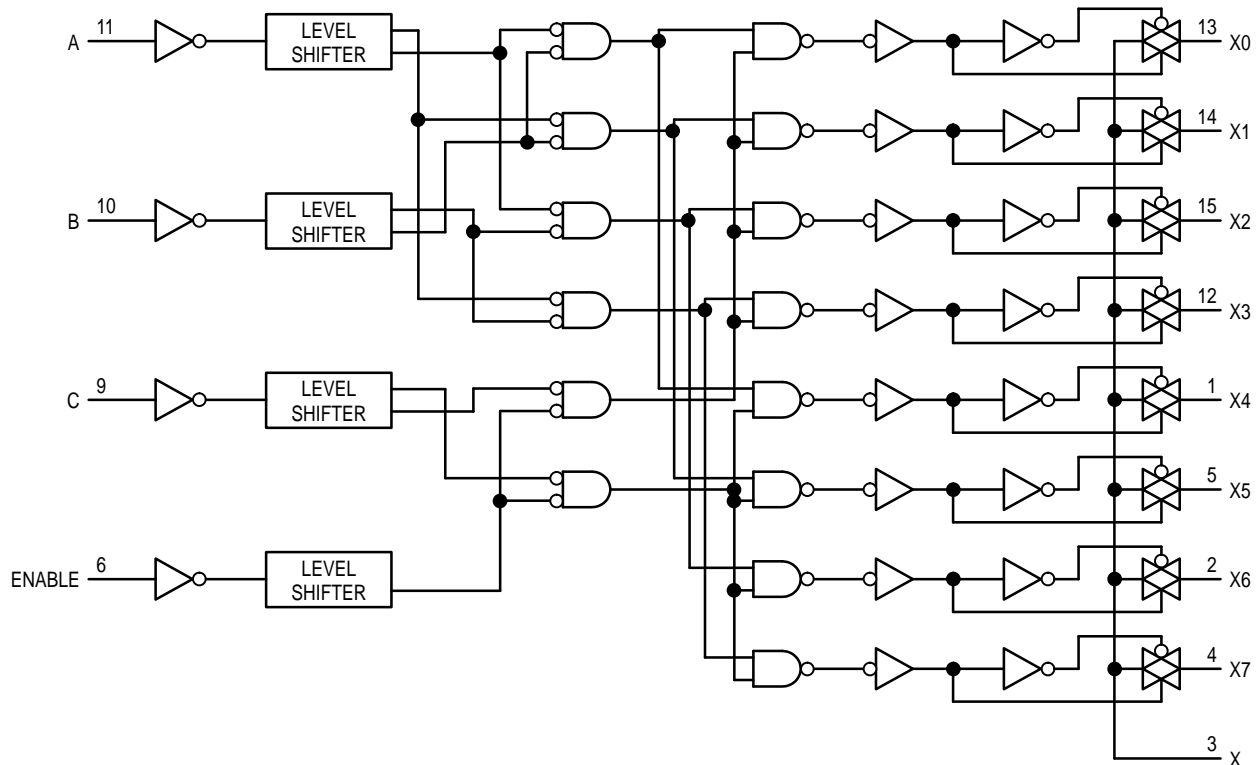 A
11
LEVEL
SHIFTER
13
X0
14
X1
B
10
LEVEL
SHIFTER
15
X2
12
X3
C
9
LEVEL
SHIFTER
1
X4
5
X5
ENABLE
6
LEVEL
SHIFTER
2
X6
4
X7
3
X